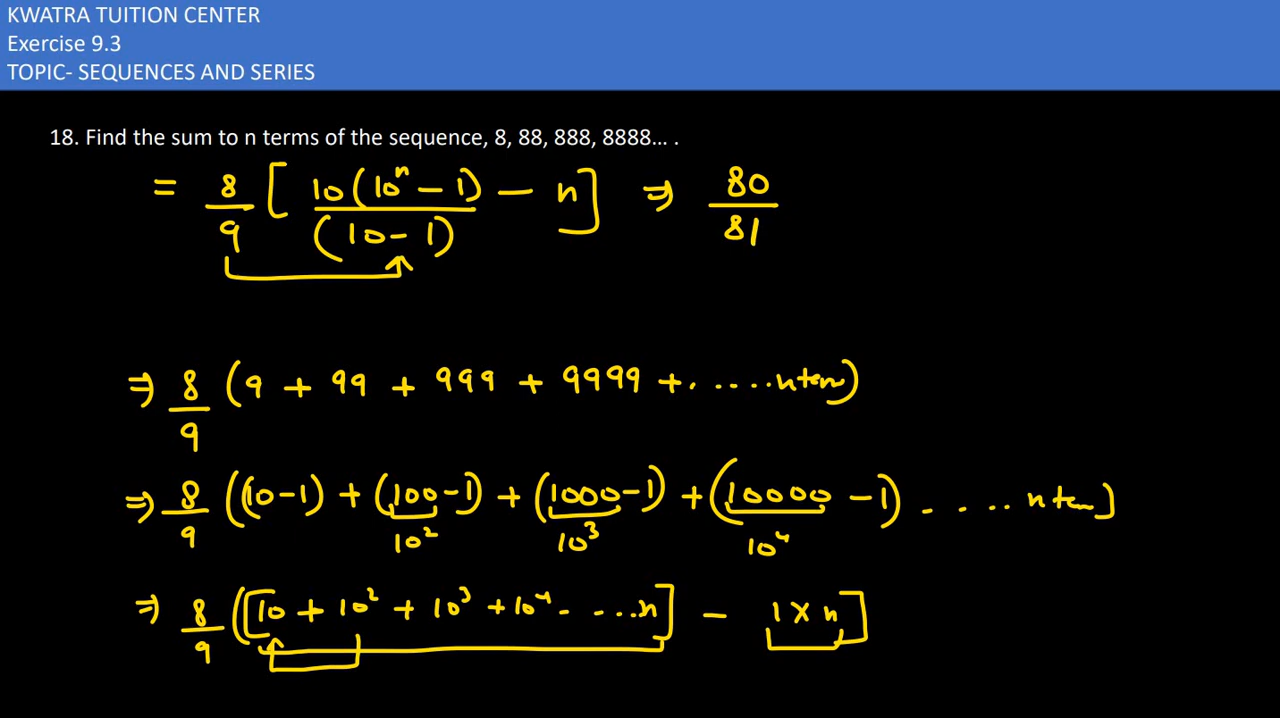 KWATRA TUITION CENTER
Exercise 9.3
TOPIC- SEQUENCES AND SERIES
18. Find the sum to n terms of the sequence, 8, 88, 888, 8888... .
= 8/9 [ 10(10ⁿ - 1)/(10-1) - n ] ⇒ 80/81
⇒ 8/9 (9 + 99 + 999 + 9999 +. .....n term)
⇒ 8/9 ((10-1) + (100-1) + (1000-1) + (10000-1) - .... n term]
10² 10³ 10⁴
⇒ 8/9 ([10 + 10² + 10³ + 10⁴- ....n] - 1 × n]